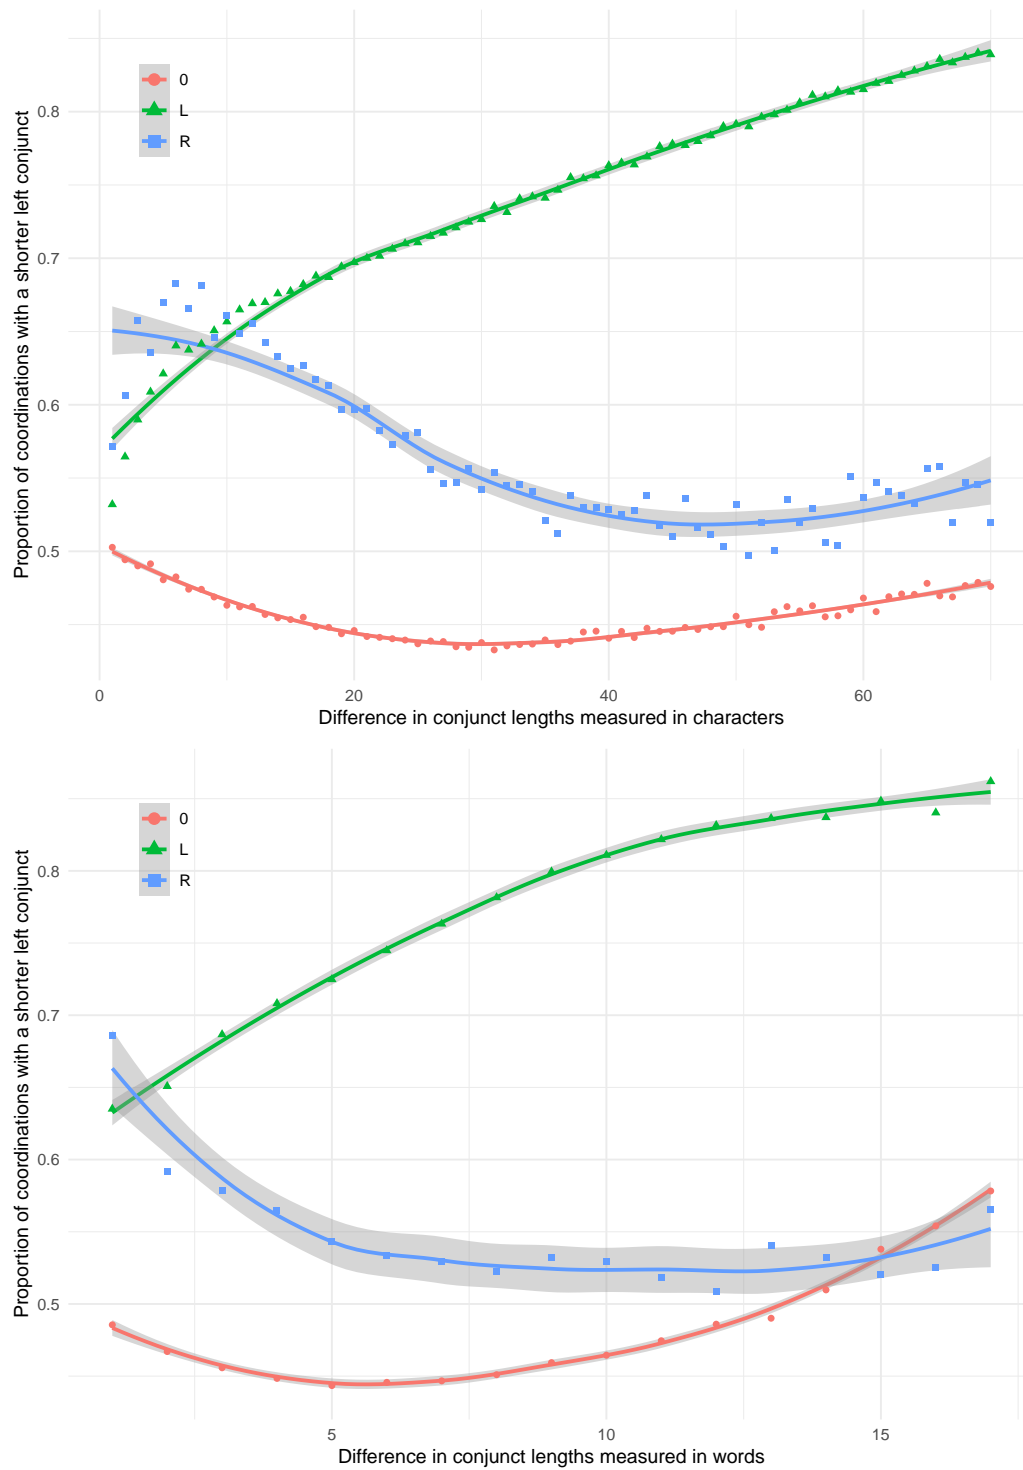 Proportion of coordinations with a shorter left conjunct
0.8
0.7
0.6
0.5
0
L
R
0
20
40
60
Difference in conjunct lengths measured in characters
Proportion of coordinations with a shorter left conjunct
0.8
0.7
0.6
0.5
0
L
R
5
10
15
Difference in conjunct lengths measured in words